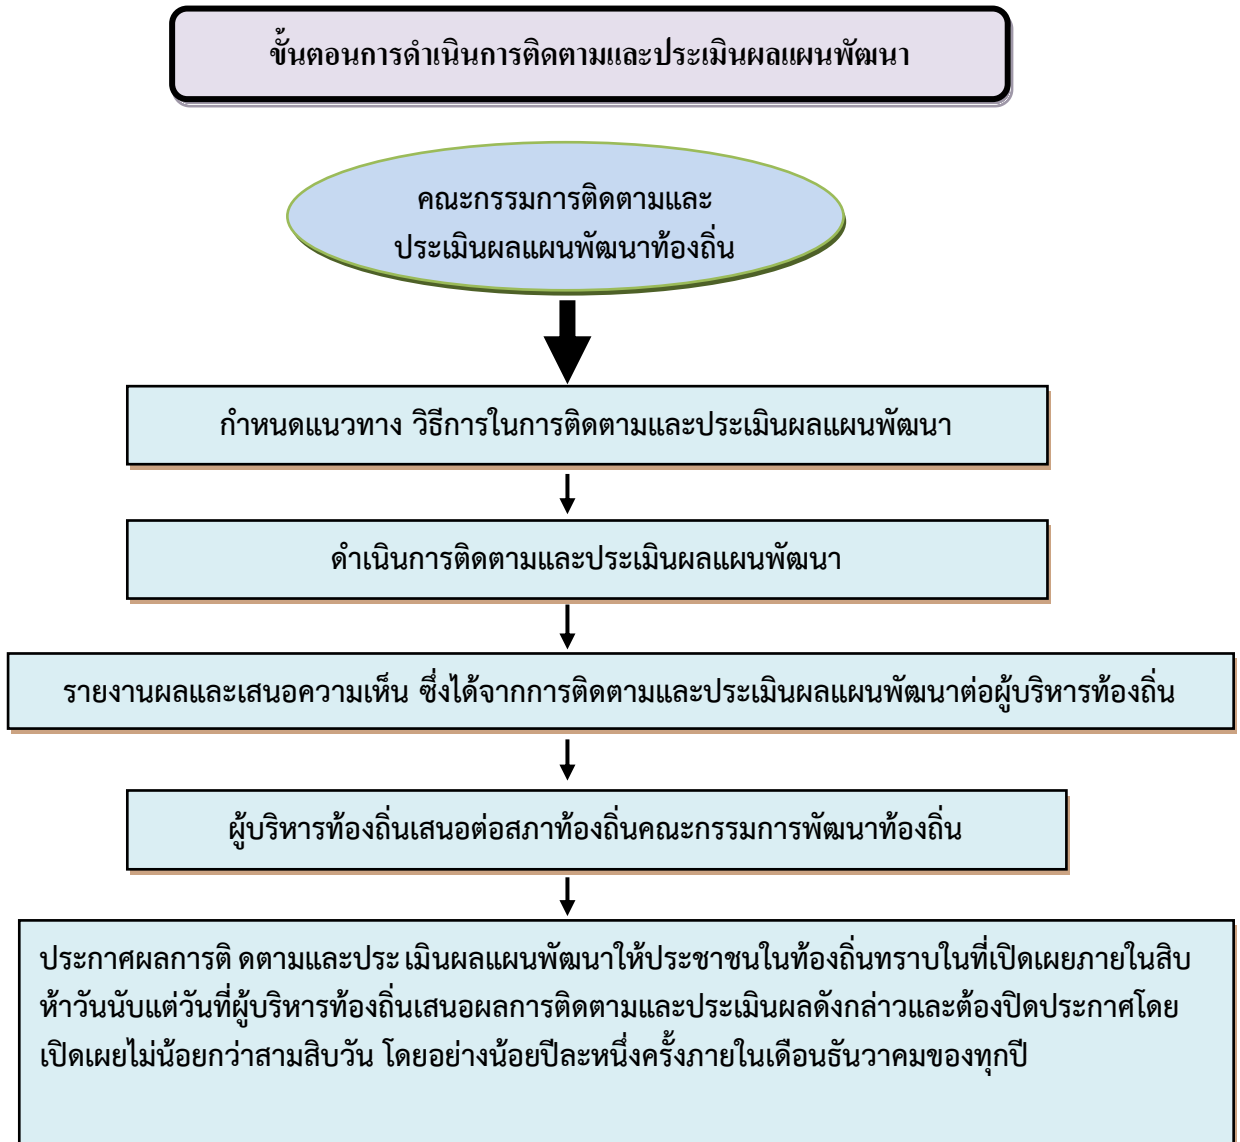 ขั้นตอนการดำเนินการติดตามและประเมินผลแผนพัฒนา
คณะกรรมการติดตามและ
ประเมินผลแผนพัฒนาท้องถิ่น
กำหนดแนวทาง วิธีการในการติดตามและประเมินผลแผนพัฒนา
ดำเนินการติดตามและประเมินผลแผนพัฒนา
รายงานผลและเสนอความเห็น ซึ่งได้จากการติดตามและประเมินผลแผนพัฒนาต่อผู้บริหารท้องถิ่น
ผู้บริหารท้องถิ่นเสนอต่อสภาท้องถิ่นคณะกรรมการพัฒนาท้องถิ่น
ประกาศผลการติ ดตามและประ เมินผลแผนพัฒนาให้ประชาชนในท้องถิ่นทราบในที่เปิดเผยภายในสิบ
ห้าวันนับแต่วันที่ผู้บริหารท้องถิ่นเสนอผลการติดตามและประเมินผลดังกล่าวและต้องปิดประกาศโดย
เปิดเผยไม่น้อยกว่าสามสิบวัน โดยอย่างน้อยปีละหนึ่งครั้งภายในเดือนธันวาคมของทุกปี